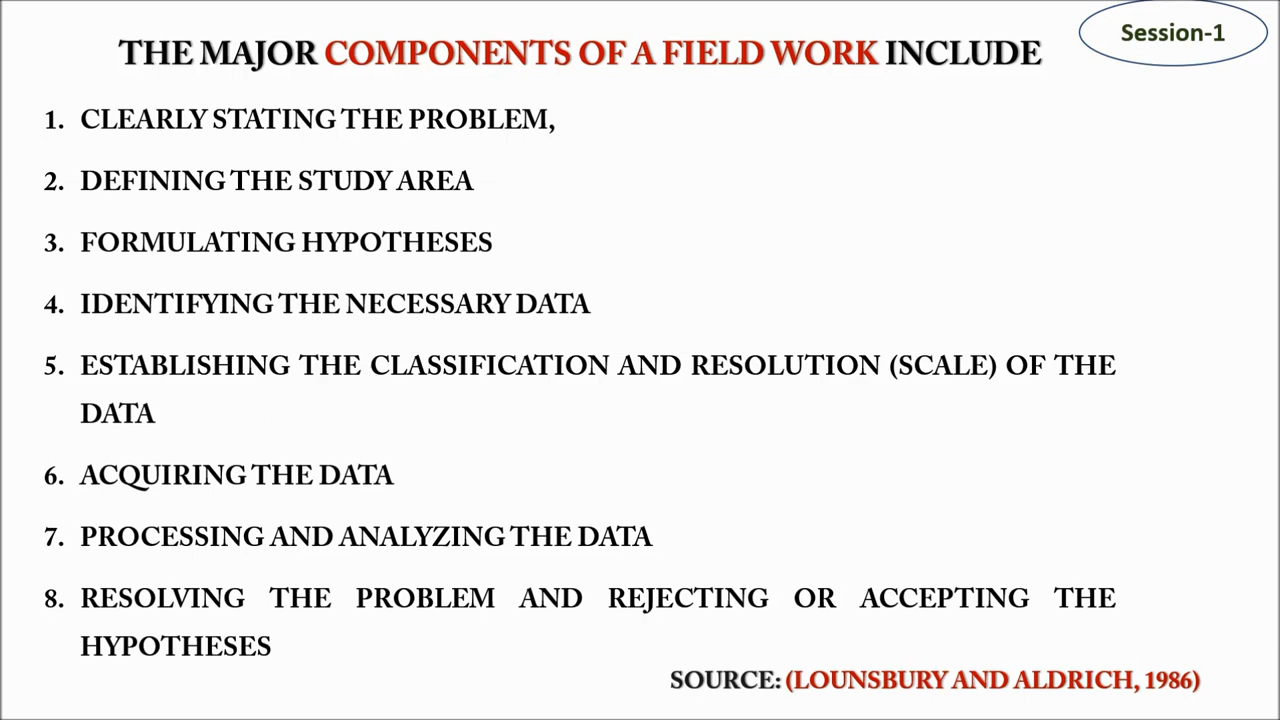 Session-1
THE MAJOR COMPONENTS OF A FIELD WORK INCLUDE
1. CLEARLY STATING THE PROBLEM,
2. DEFINING THE STUDY AREA
3. FORMULATING HYPOTHESES
4. IDENTIFYING THE NECESSARY DATA
5. ESTABLISHING THE CLASSIFICATION AND RESOLUTION (SCALE) OF THE
DATA
6. ACQUIRING THE DATA
7. PROCESSING AND ANALYZING THE DATA
8. RESOLVING THE PROBLEM AND REJECTING OR ACCEPTING THE
HYPOTHESES
SOURCE: (LOUNSBURY AND ALDRICH, 1986)